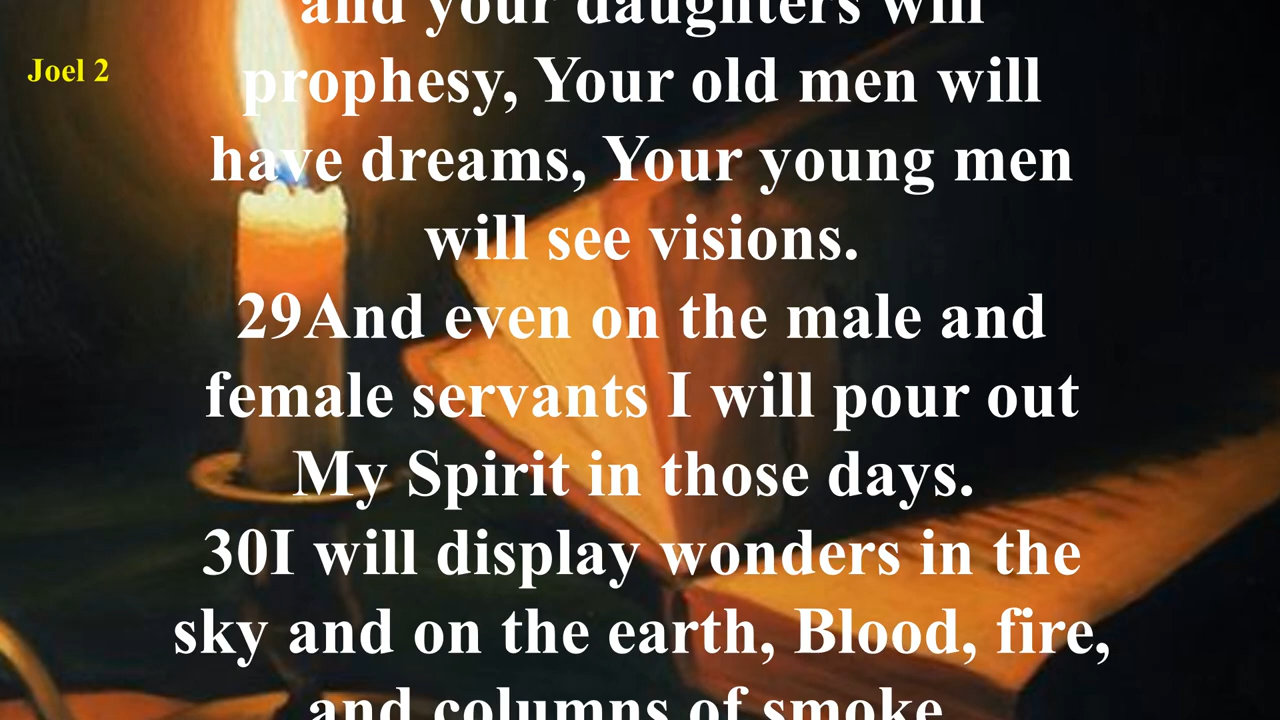 and your daughters will
Joel 2
prophesy, Your old men will
have dreams, Your young men
will see visions.
29And even on the male and
female servants I will pour out
My Spirit in those days.
30I will display wonders in the
sky and on the earth, Blood, fire,
and columns of smoke